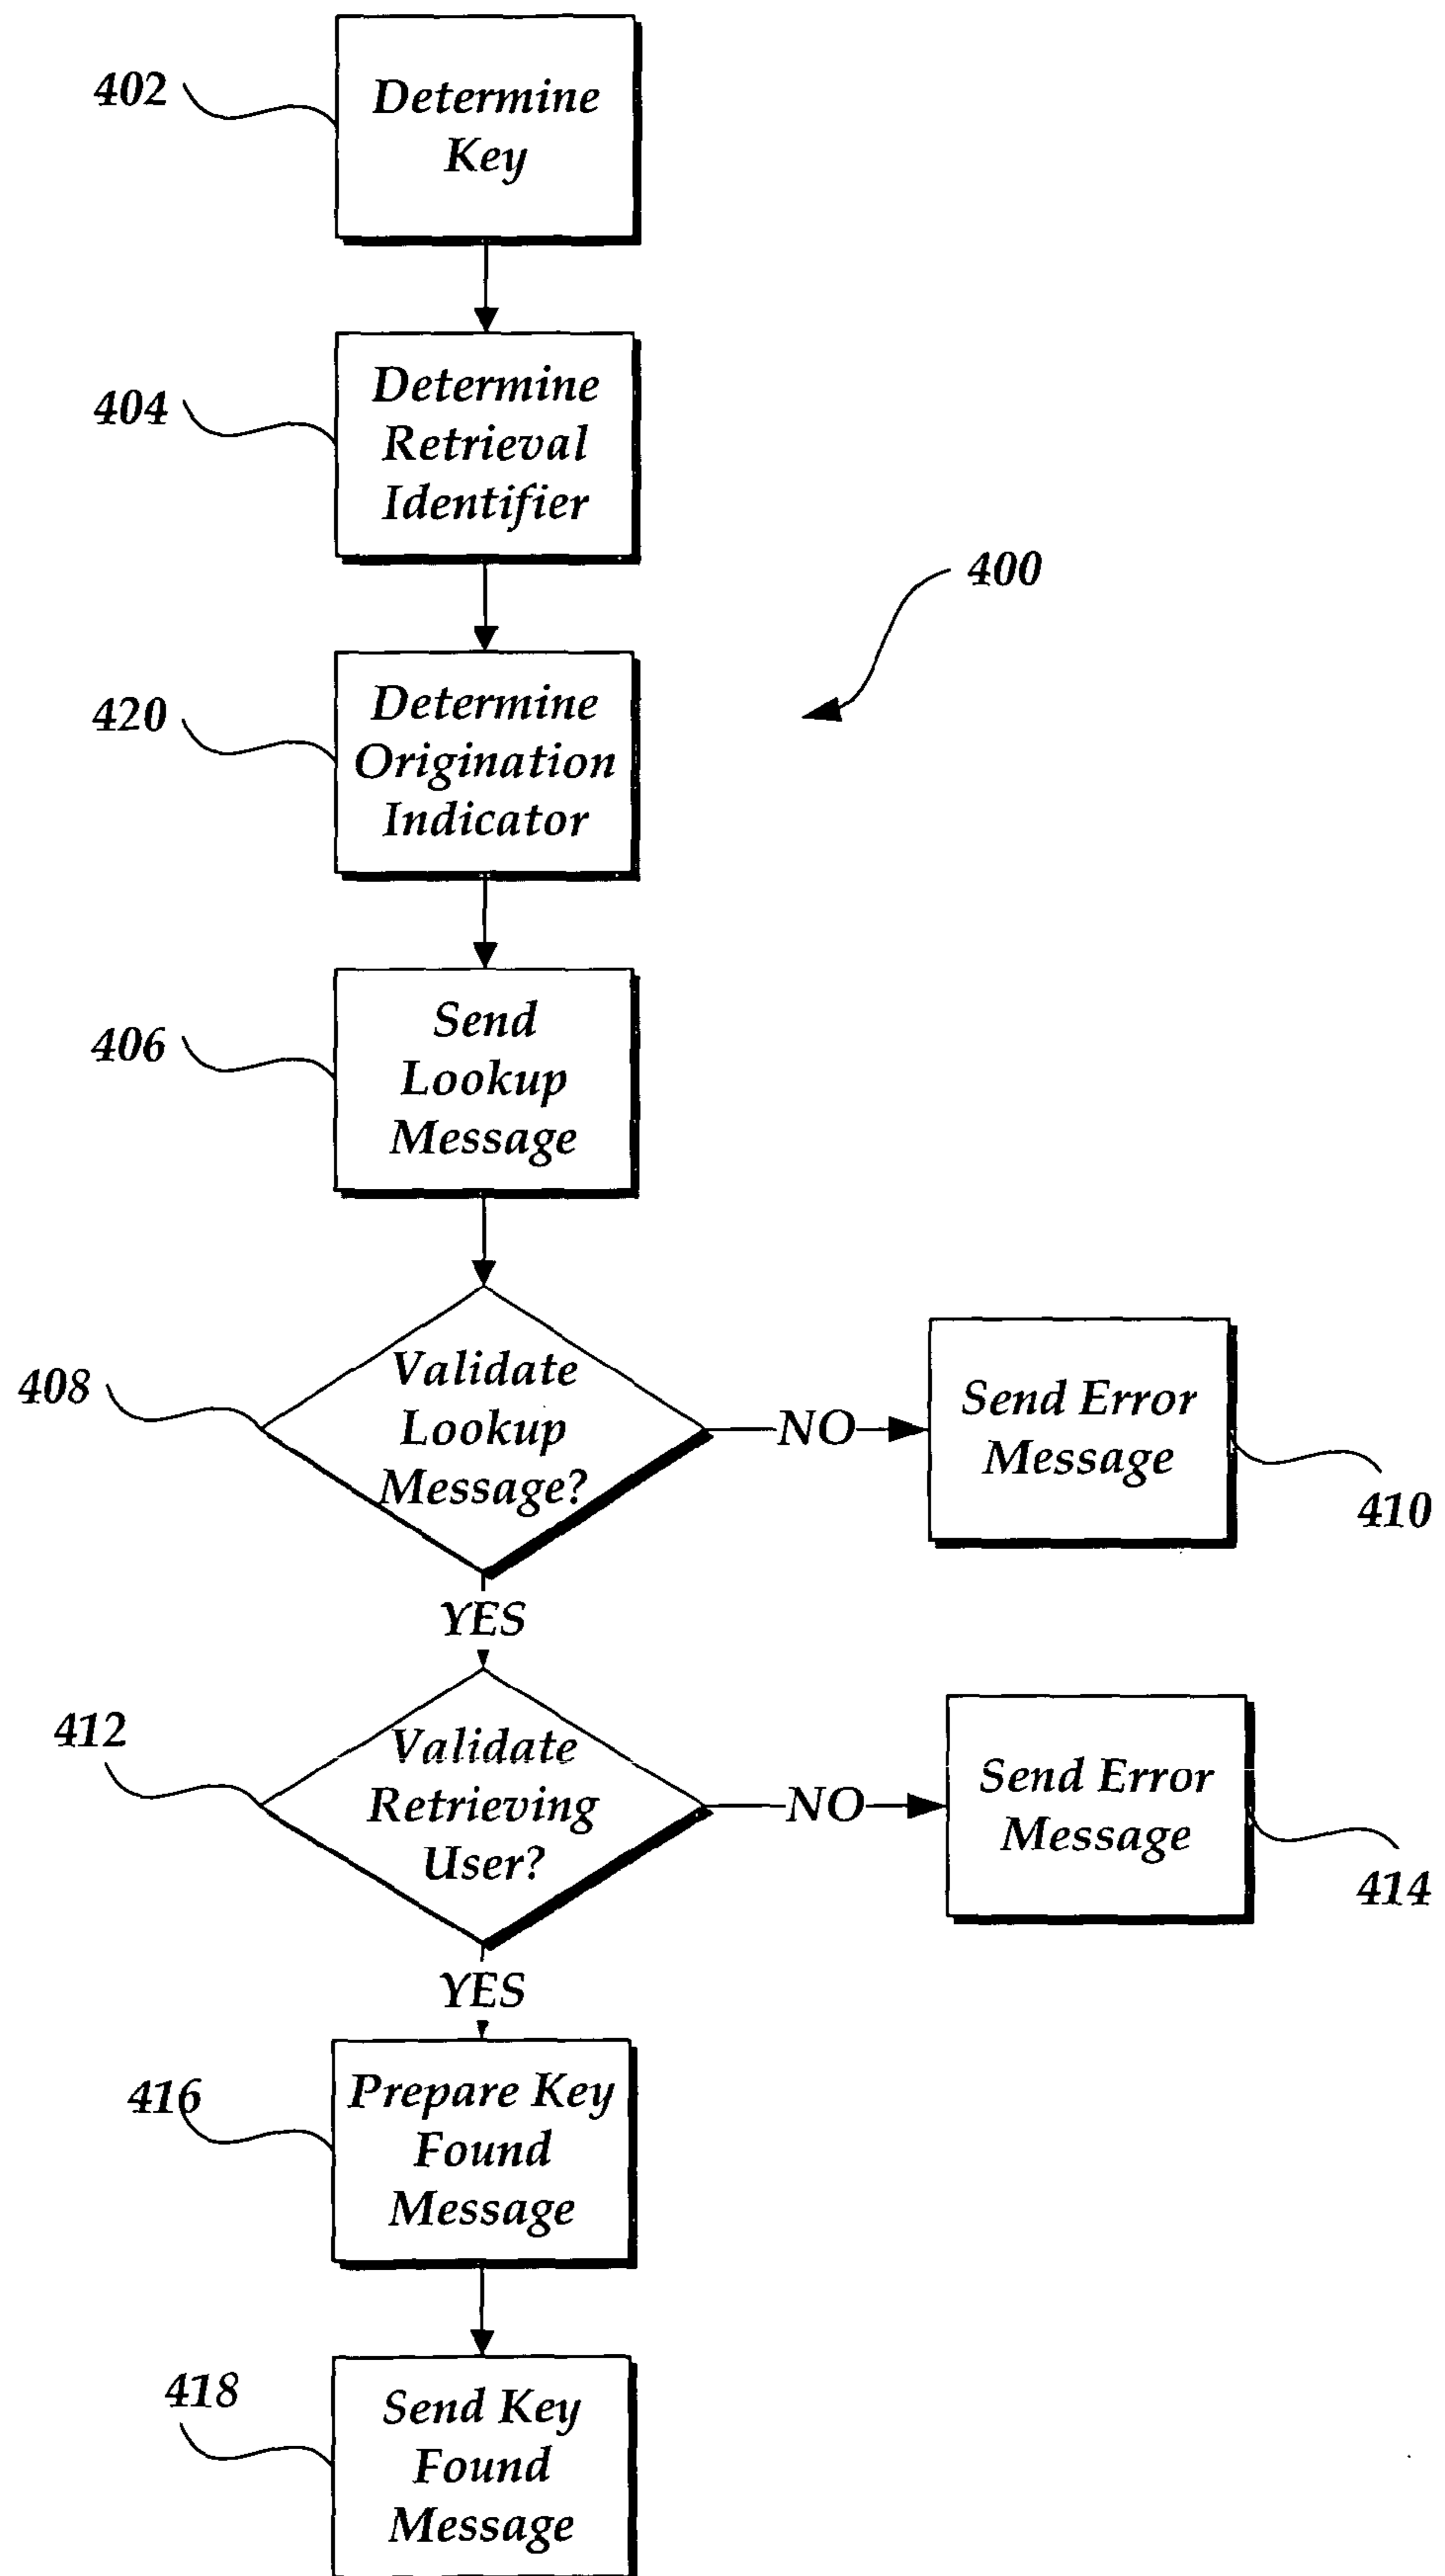 402
Determine
Key
404
Determine
Retrieval
Identifier
400
420
Determine
Origination
Indicator
406
Send
Lookup
Message
408
Validate
Lookup
Message?
NO
Send Error
Message
410
YES
412
Validate
Retrieving
User?
NO
Send Error
Message
414
YES
416
Prepare Key
Found
Message
418
Send Key
Found
Message